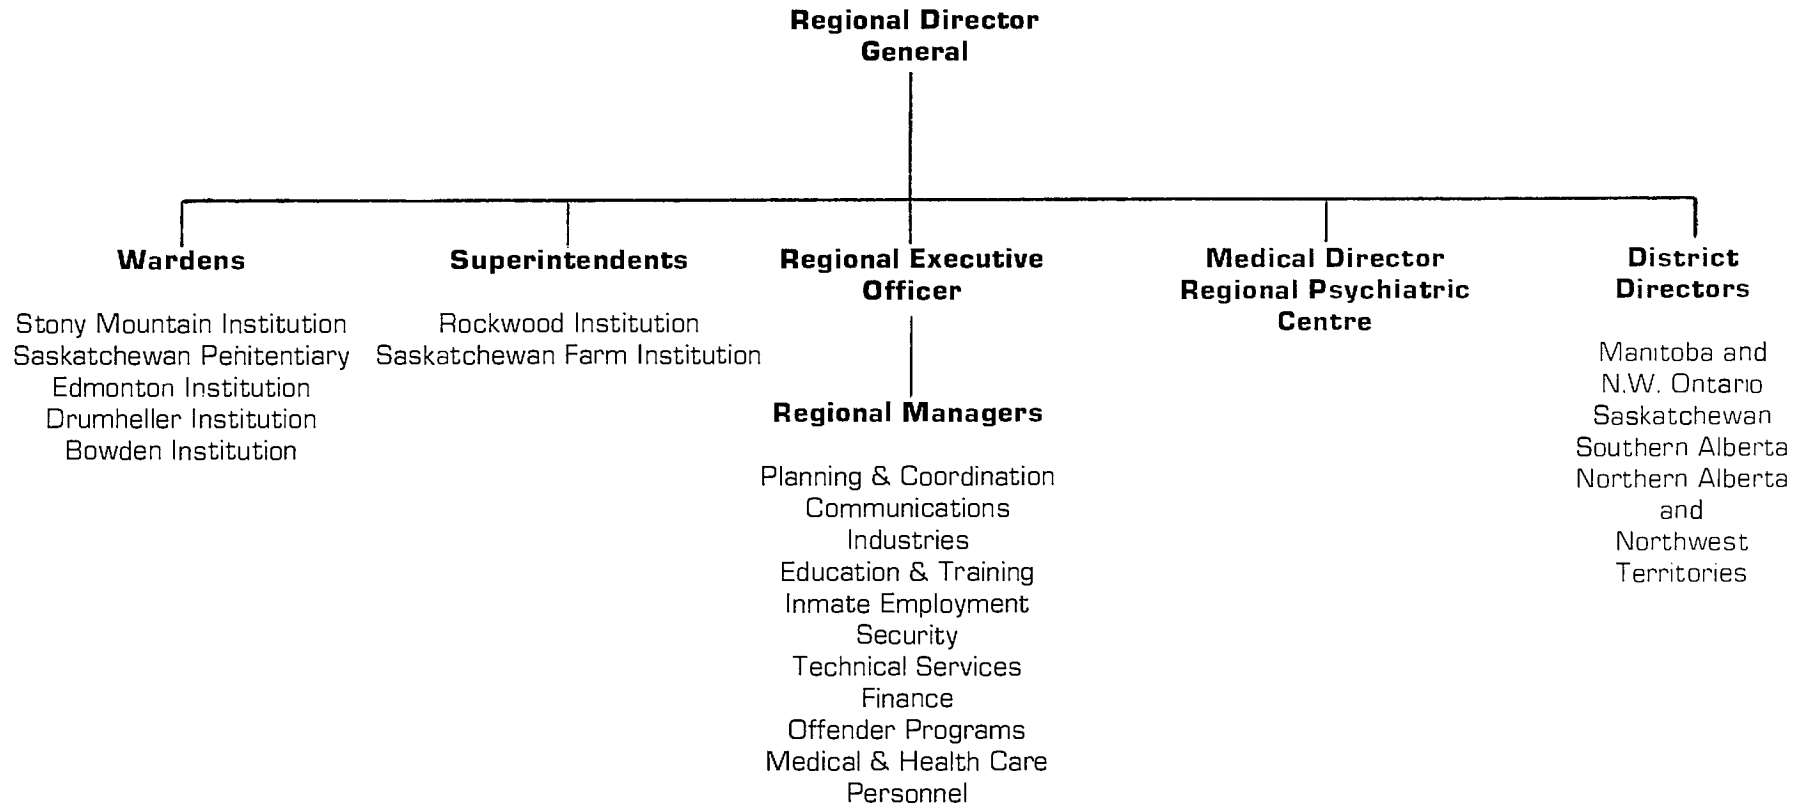 Regional Director
General
Wardens
Stony Mountain Institution
Saskatchewan Penitentiary
Edmonton Institution
Drumheller Institution
Bowden Institution
Superintendents
Rockwood Institution
Saskatchewan Farm Institution
Regional Executive
Officer
Regional Managers
Planning & Coordination
Communications
Industries
Education & Training
Inmate Employment
Security
Technical Services
Finance
Offender Programs
Medical & Health Care
Personnel
Medical Director
Regional Psychiatric
Centre
District
Directors
Manitoba and
N.W. Ontario
Saskatchewan
Southern Alberta
Northern Alberta
and
Northwest
Territories